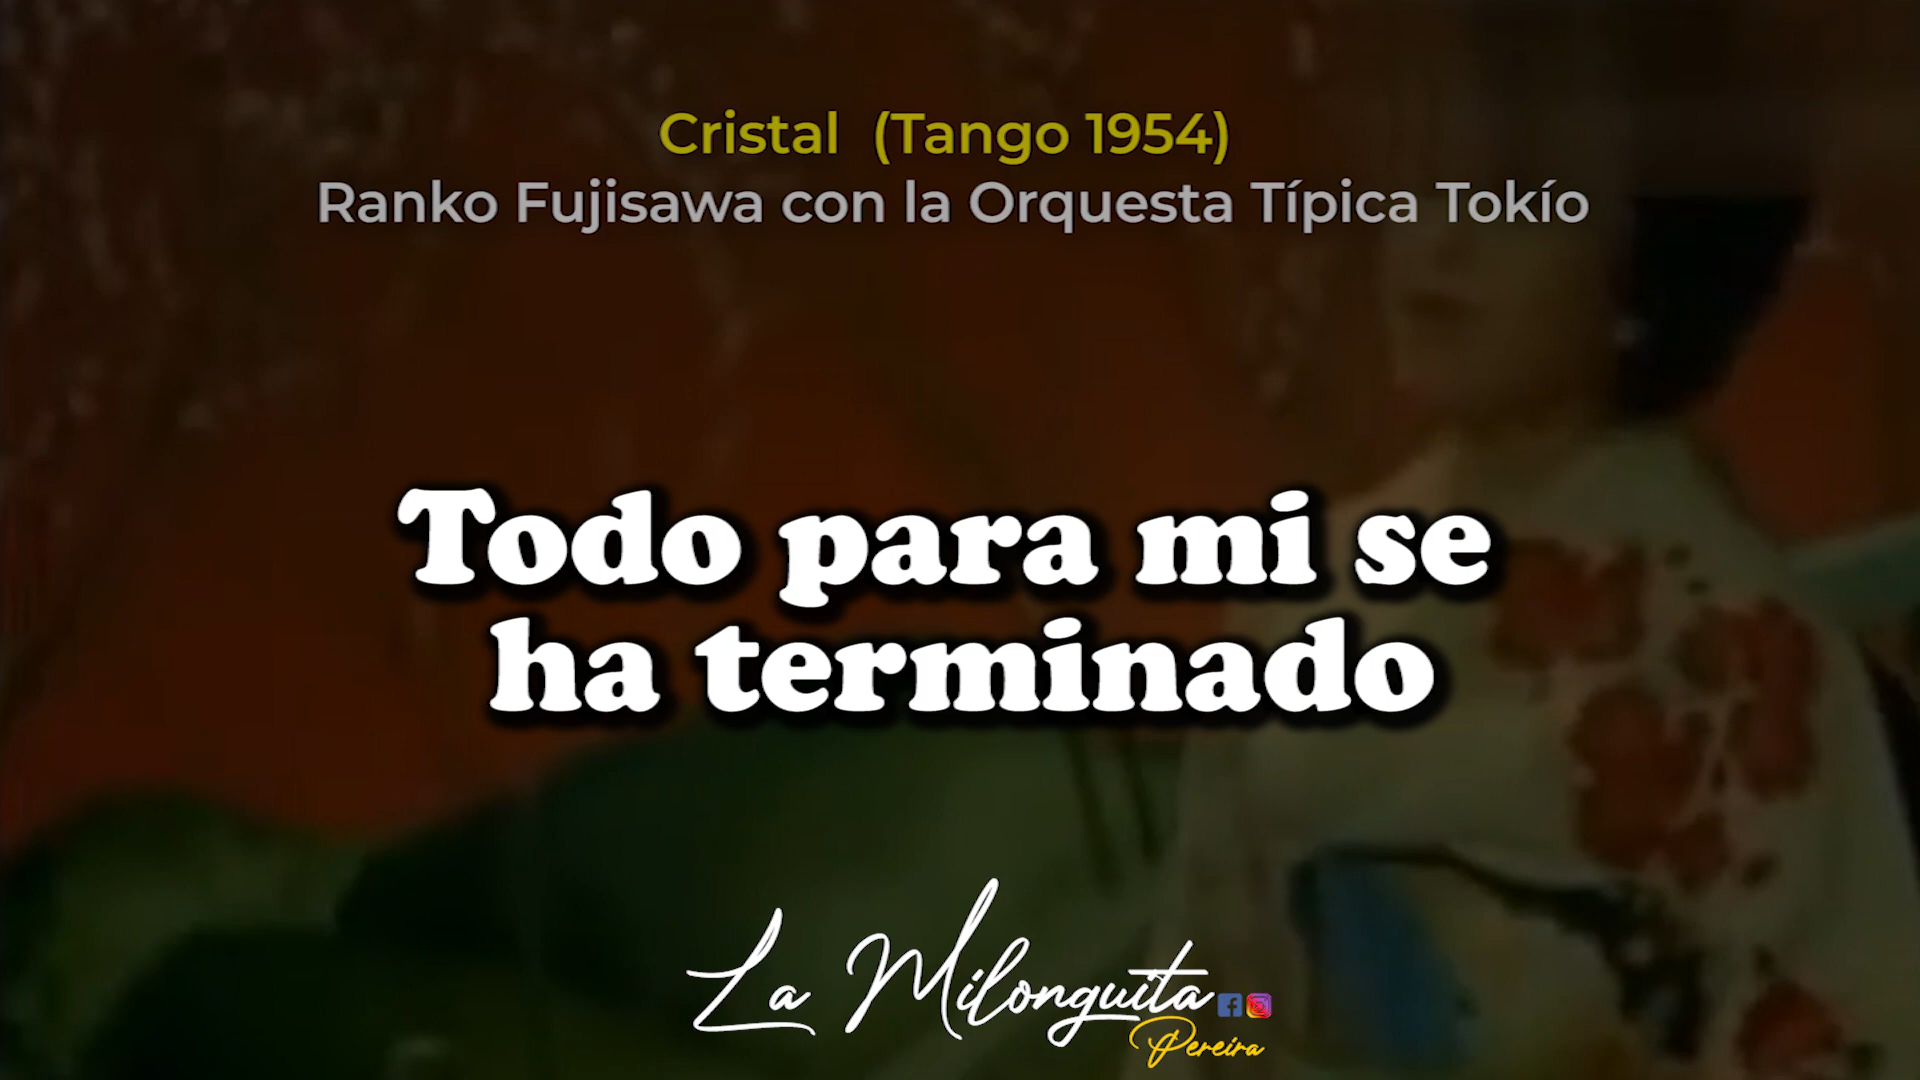 Cristal (Tango 1954)
Ranko Fujisawa con la Orquesta Típica Tokío
Todo para mi se
ha terminado
La Milonguita
Pereira